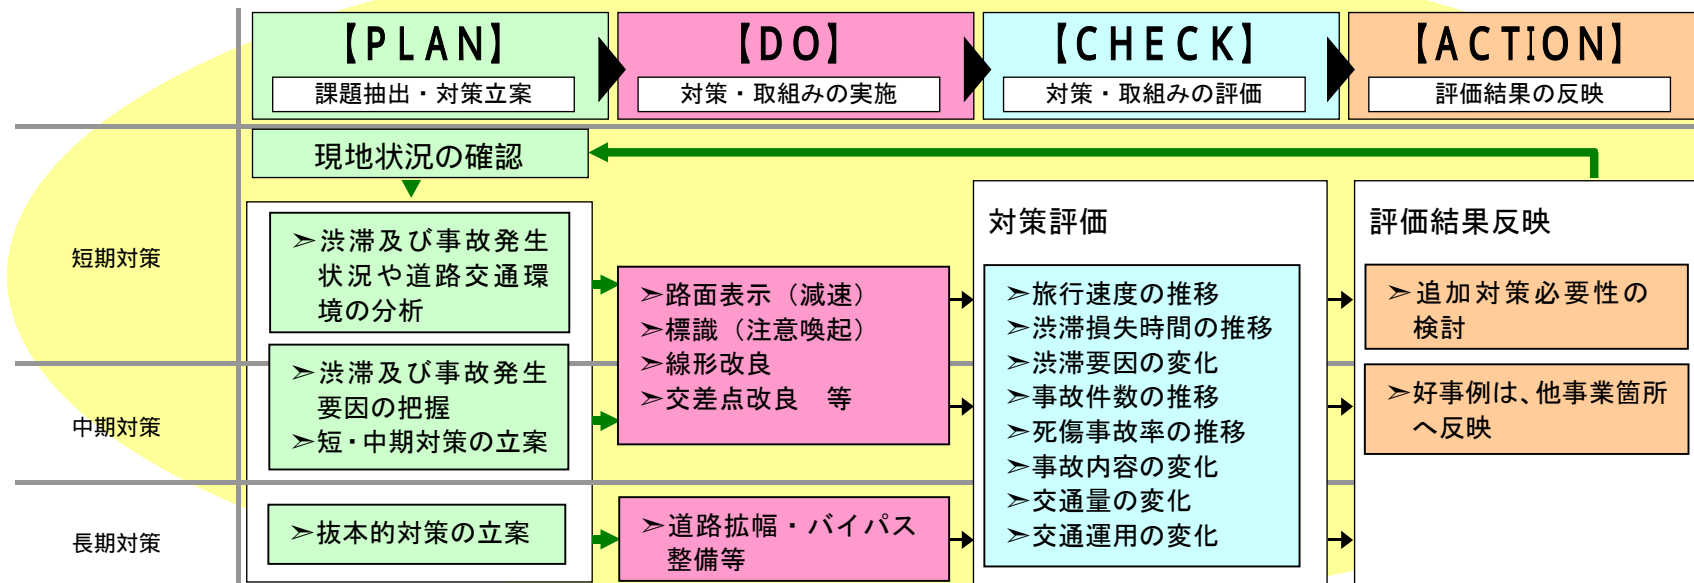 【PLAN】
課題抽出・対策立案
【DO】
対策・取組みの実施
【CHECK】
対策・取組みの評価
【ACTION】
評価結果の反映
現地状況の確認
短期対策
➣渋滞及び事故発生
状況や道路交通環
境の分析
➣渋滞及び事故発生
要因の把握
➣短・中期対策の立案
中期対策
長期対策
➣抜本的対策の立案
➣路面表示（減速）
➣標識（注意喚起）
➣線形改良
➣交差点改良　等
➣道路拡幅・バイパス
整備等
対策評価
➣旅行速度の推移
➣渋滞損失時間の推移
➣渋滞要因の変化
➣事故件数の推移
➣死傷事故率の推移
➣事故内容の変化
➣交通量の変化
➣交通運用の変化
評価結果反映
➣追加対策必要性の
検討
➣好事例は、他事業箇所
へ反映